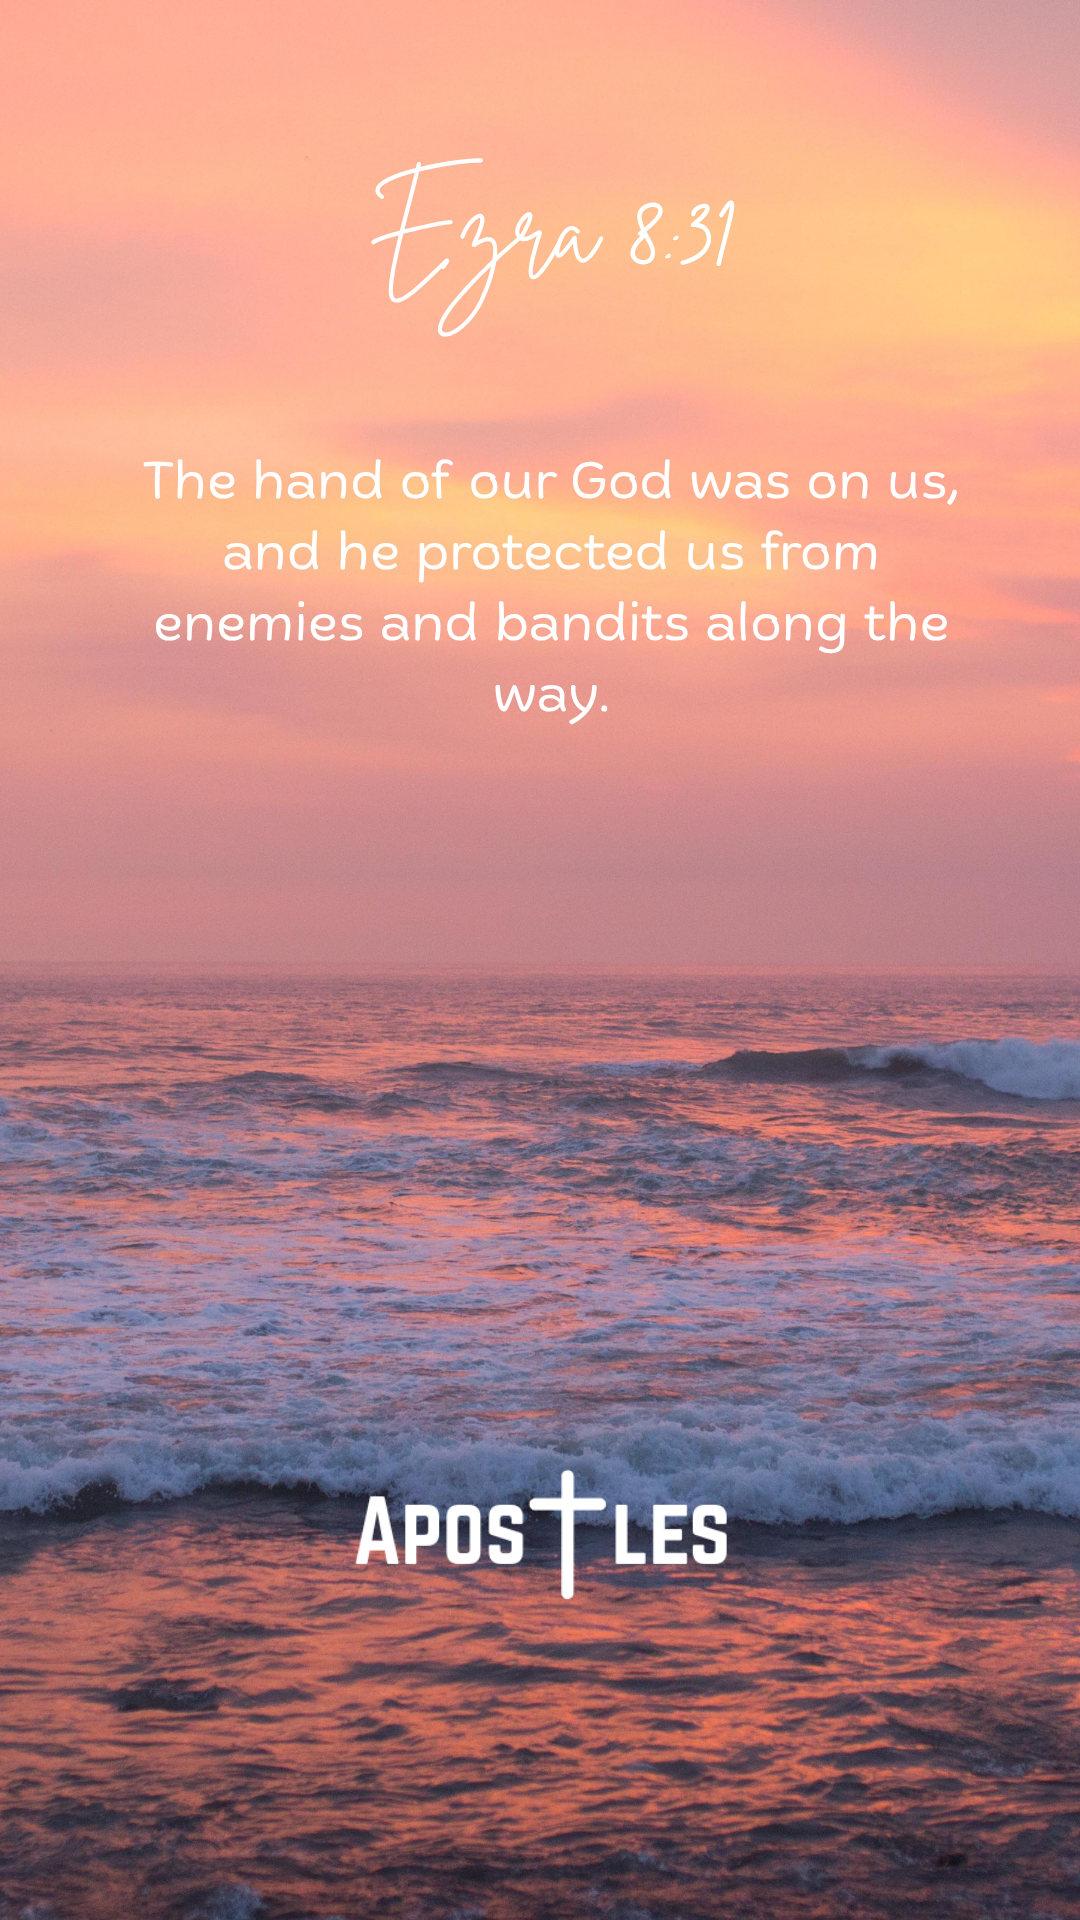 Ezra 8:31
The hand of our God was on us,
and he protected us from
enemies and bandits along the
way.
Apostles